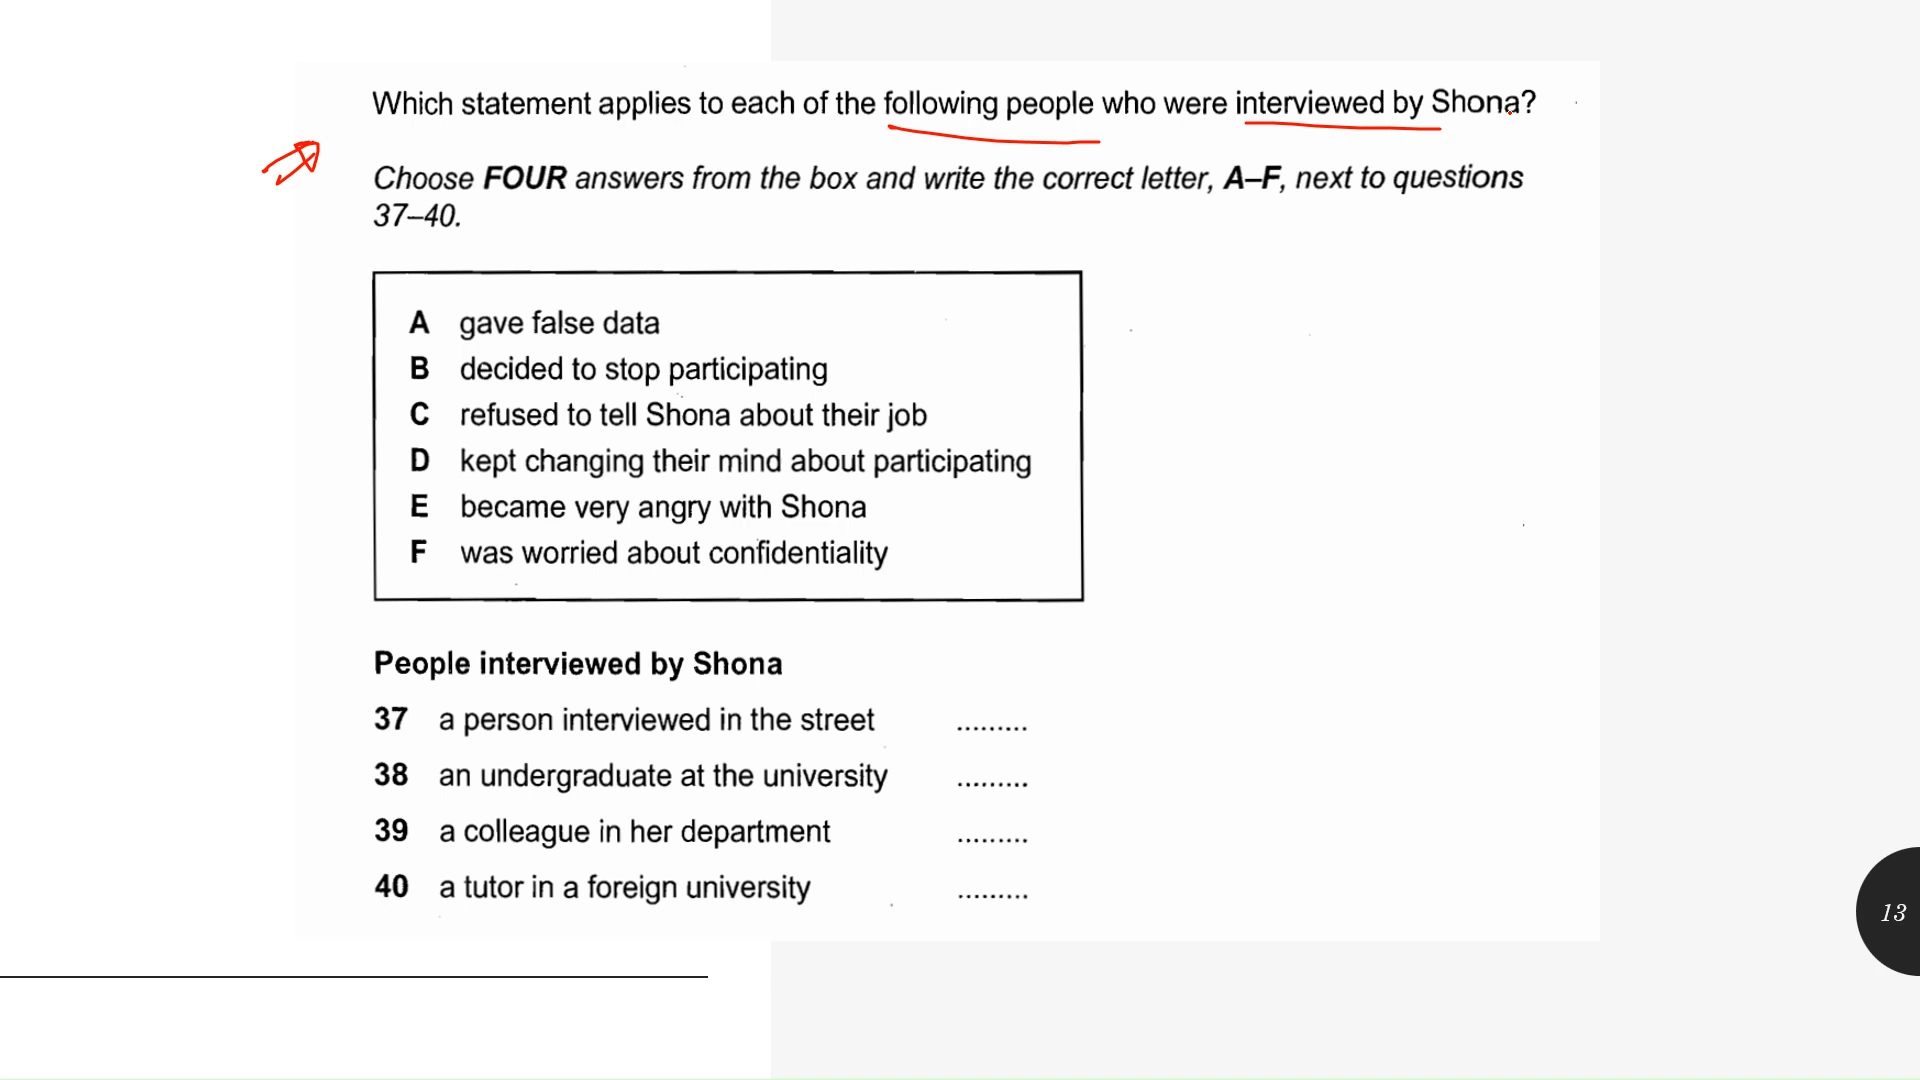 Which statement applies to each of the following people who were interviewed by Shona?
Choose FOUR answers from the box and write the correct letter, A–F, next to questions
37–40.
A gave false data
B decided to stop participating
C refused to tell Shona about their job
D kept changing their mind about participating
E became very angry with Shona
F was worried about confidentiality
People interviewed by Shona
37 a person interviewed in the street .........
38 an undergraduate at the university .........
39 a colleague in her department .........
40 a tutor in a foreign university .........
13